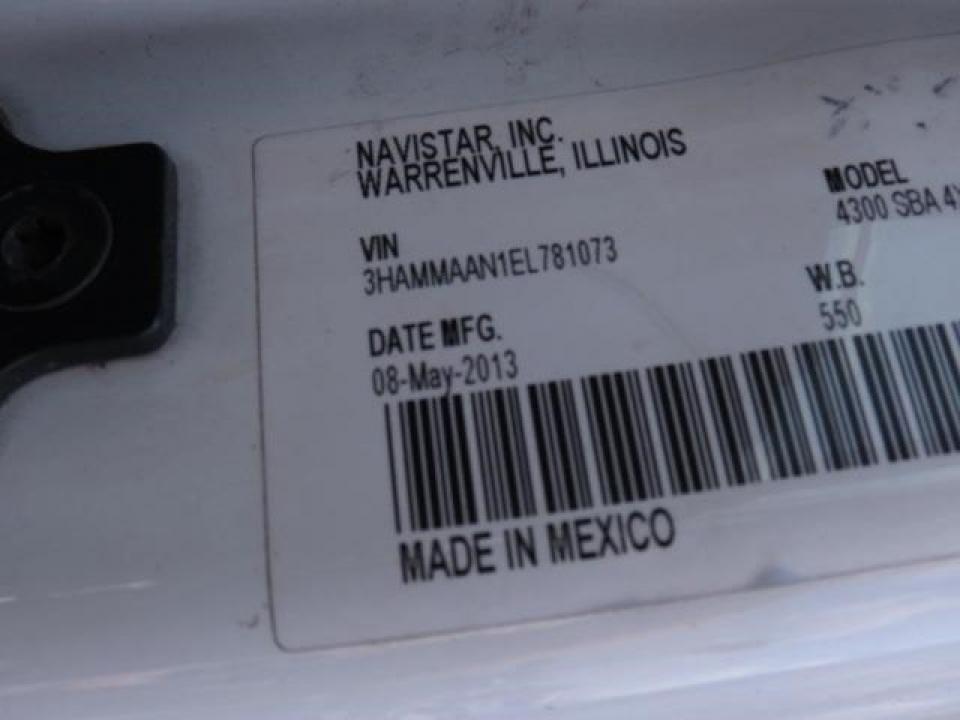 NAVISTAR, INC.
WARRENVILLE, ILLINOIS
MODEL
4300 SBA
VIN
3HAMMAAN1EL781073
W.B.
550
DATE MFG.
08-May-2013
MADE IN MEXICO